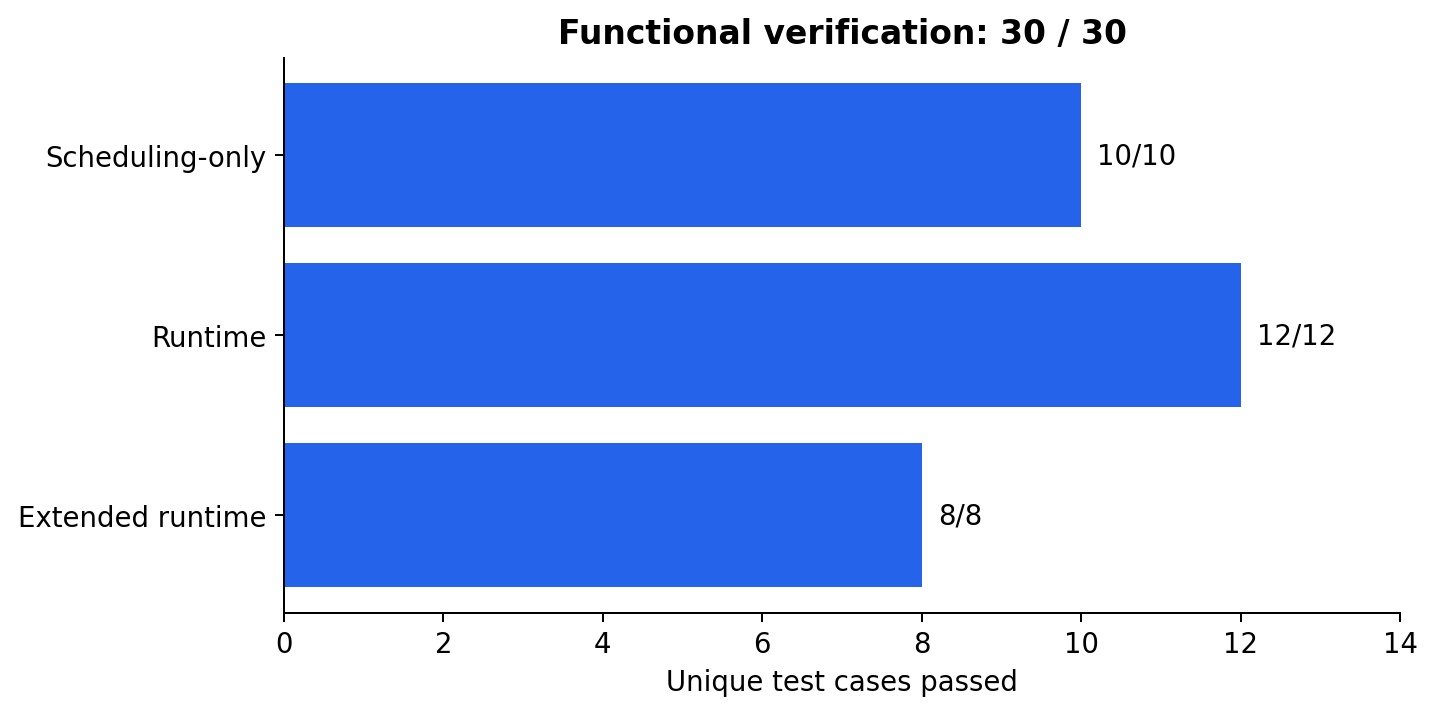 Functional verification: 30 / 30
Scheduling-only
10/10
Runtime
12/12
Extended runtime
8/8
0 2 4 6 8 10 12 14
Unique test cases passed